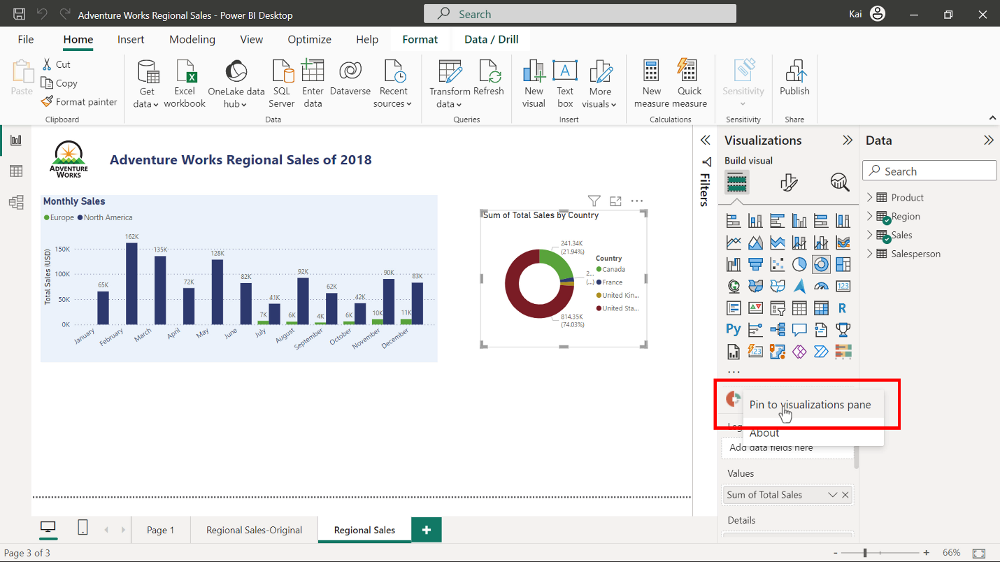 Adventure Works Regional Sales - Power BI Desktop
Search
Kai
File Home Insert Modeling View Optimize Help Format Data / Drill
Paste
Cut
Copy
Format painter
Clipboard
Get data
Excel workbook
OneLake data hub
SQL Server
Enter data
Dataverse
Recent sources
Data
Transform data
Refresh
Queries
New visual
Text box
More visuals
Insert
New measure
Quick measure
Calculations
Sensitivity
Sensitivity
Publish
Share
ADVENTURE
WORKS
Adventure Works Regional Sales of 2018
Monthly Sales
Europe North America
Total Sales (USD)
150K
100K
50K
0K
65K
162K
135K
72K
128K
82K
7K
41K
6K
92K
4K
62K
6K
42K
10K
90K
11K
83K
January
February
March
April
May
June
July
August
September
October
November
December
Sum of Total Sales by Country
241.34K
(21.94%)
2...
(...)
814.35K
(74.03%)
Country
Canada
France
United Kin...
United Sta...
Filters
Visualizations
Build visual
123
R
Py
123
...
Pin to visualizations pane
About
Leg
Add data fields here
Values
Sum of Total Sales
Details
Data
Search
Product
Region
Sales
Salesperson
Page 1
Regional Sales-Original
Regional Sales
+
Page 3 of 3
- + 66%